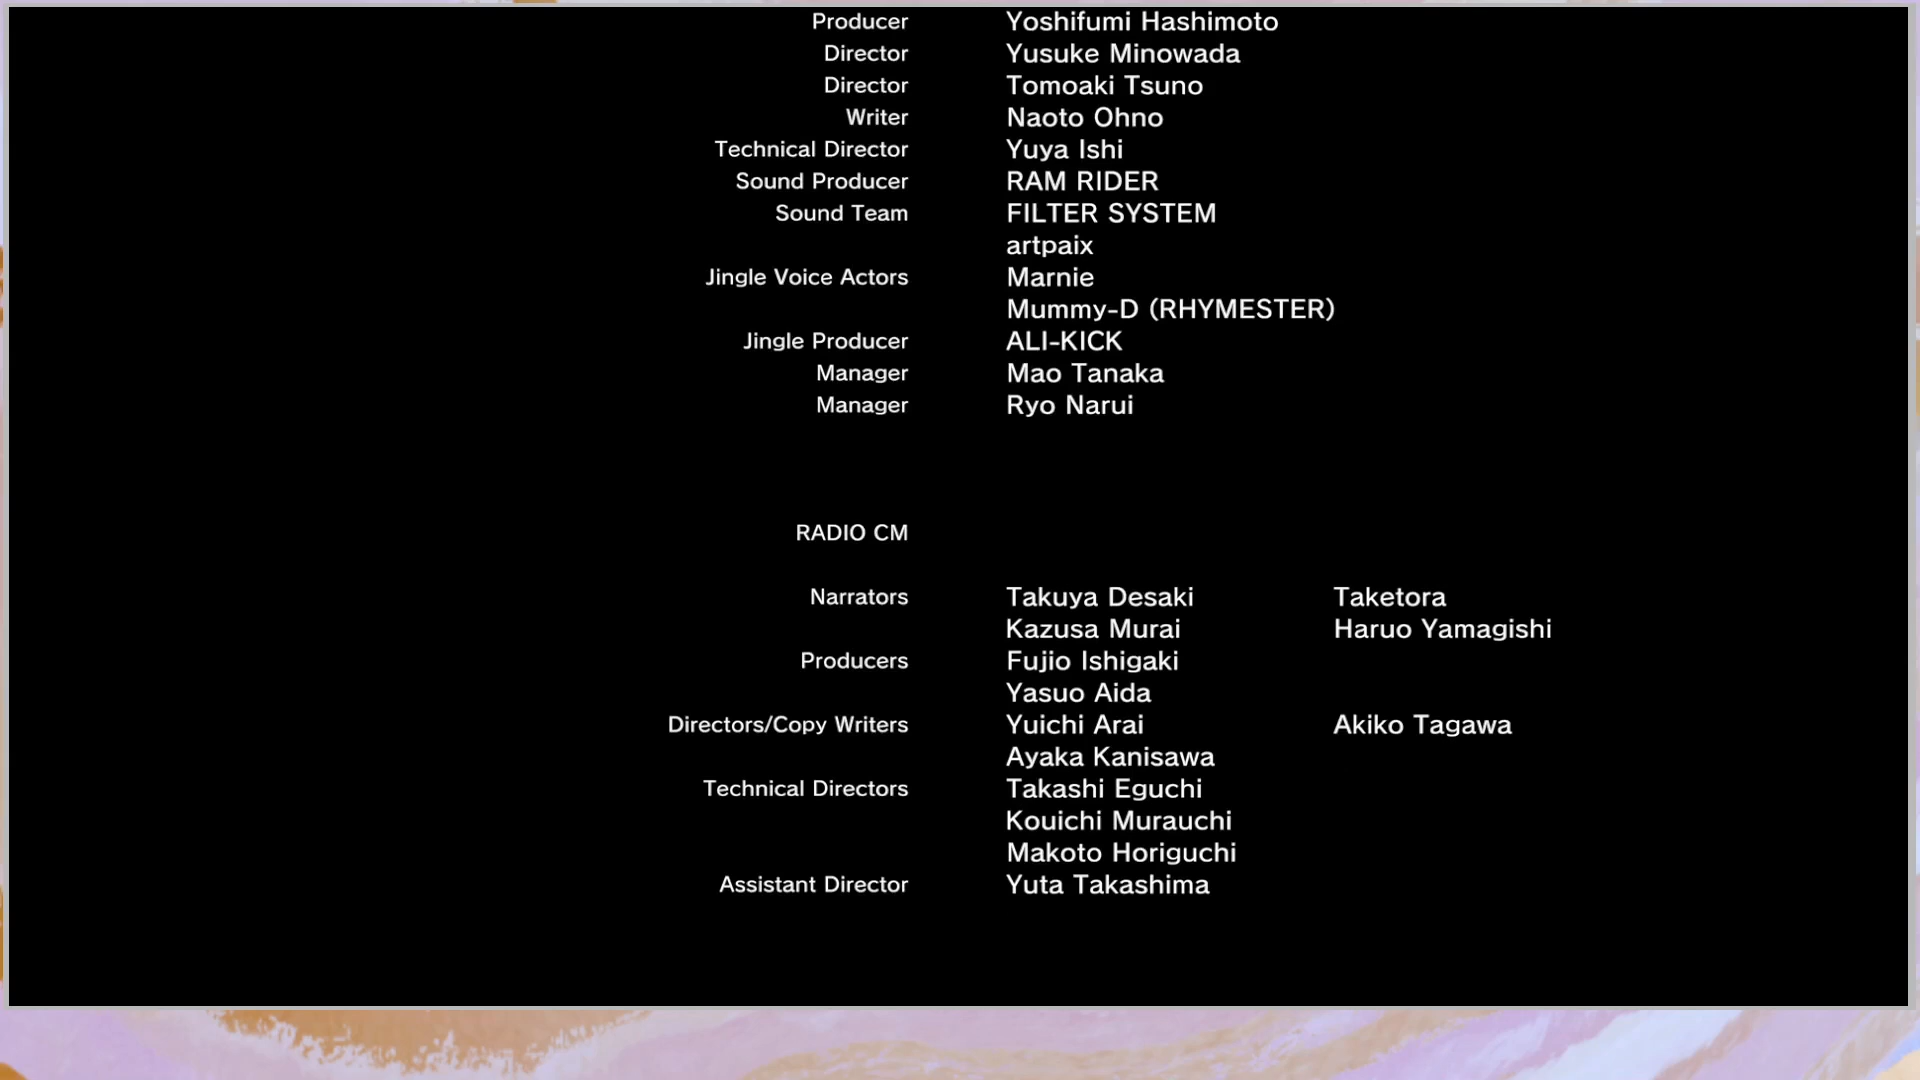 Producer Yoshifumi Hashimoto
Director Yusuke Minowada
Director Tomoaki Tsuno
Writer Naoto Ohno
Technical Director Yuya Ishi
Sound Producer RAM RIDER
Sound Team FILTER SYSTEM
artpaix
Jingle Voice Actors Marnie
Mummy-D (RHYMESTER)
Jingle Producer ALI-KICK
Manager Mao Tanaka
Manager Ryo Narui
RADIO CM
Narrators Takuya Desaki Taketora
Kazusa Murai Haruo Yamagishi
Producers Fujio Ishigaki
Yasuo Aida
Directors/Copy Writers Yuichi Arai Akiko Tagawa
Ayaka Kanisawa
Technical Directors Takashi Eguchi
Kouichi Murauchi
Makoto Horiguchi
Assistant Director Yuta Takashima